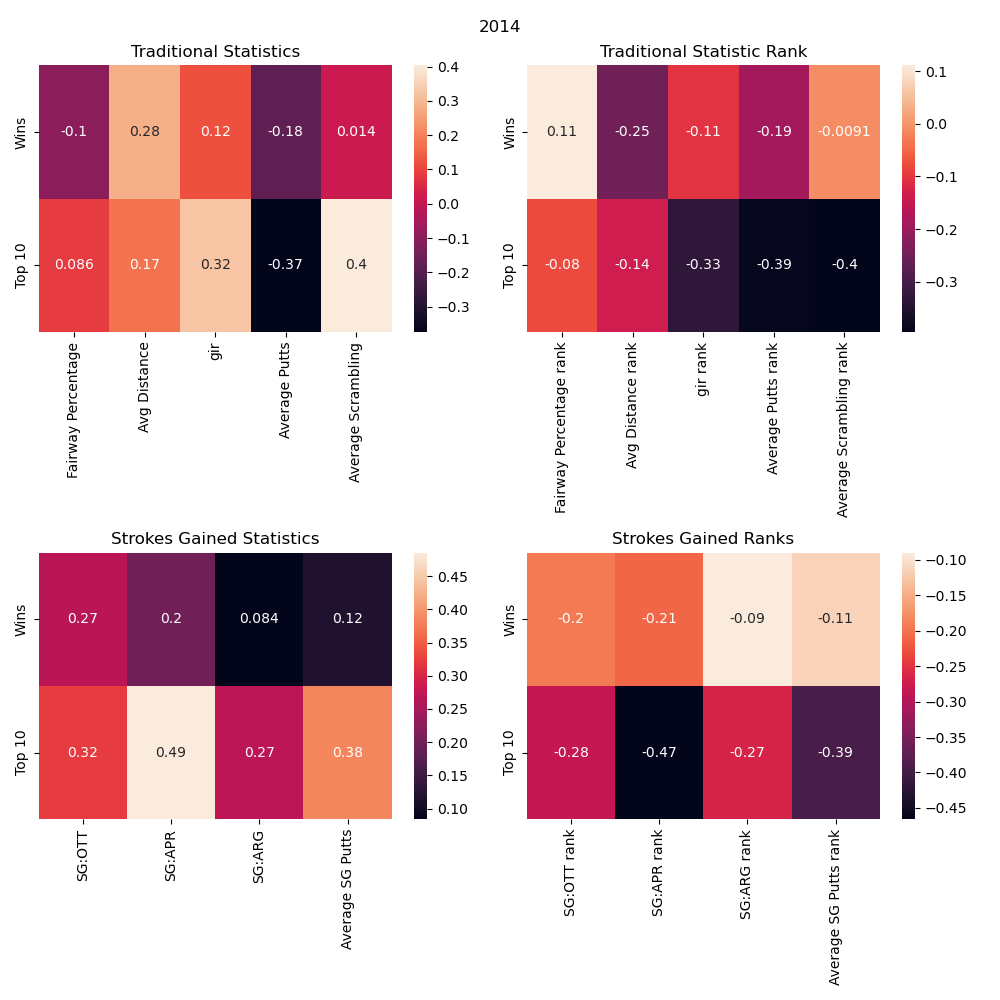 2014
Traditional Statistics
Wins
Top 10
-0.1 0.28 0.12 -0.18 0.014
0.086 0.17 0.32 -0.37 0.4
Fairway Percentage
Avg Distance
gir
Average Putts
Average Scrambling
0.4
0.3
0.2
0.1
0.0
−0.1
−0.2
−0.3
Traditional Statistic Rank
Wins
Top 10
0.11 -0.25 -0.11 -0.19 -0.0091
-0.08 -0.14 -0.33 -0.39 -0.4
Fairway Percentage rank
Avg Distance rank
gir rank
Average Putts rank
Average Scrambling rank
0.1
0.0
−0.1
−0.2
−0.3
Strokes Gained Statistics
Wins
Top 10
0.27 0.2 0.084 0.12
0.32 0.49 0.27 0.38
SG:OTT
SG:APR
SG:ARG
Average SG Putts
0.45
0.40
0.35
0.30
0.25
0.20
0.15
0.10
Strokes Gained Ranks
Wins
Top 10
-0.2 -0.21 -0.09 -0.11
-0.28 -0.47 -0.27 -0.39
SG:OTT rank
SG:APR rank
SG:ARG rank
Average SG Putts rank
−0.10
−0.15
−0.20
−0.25
−0.30
−0.35
−0.40
−0.45